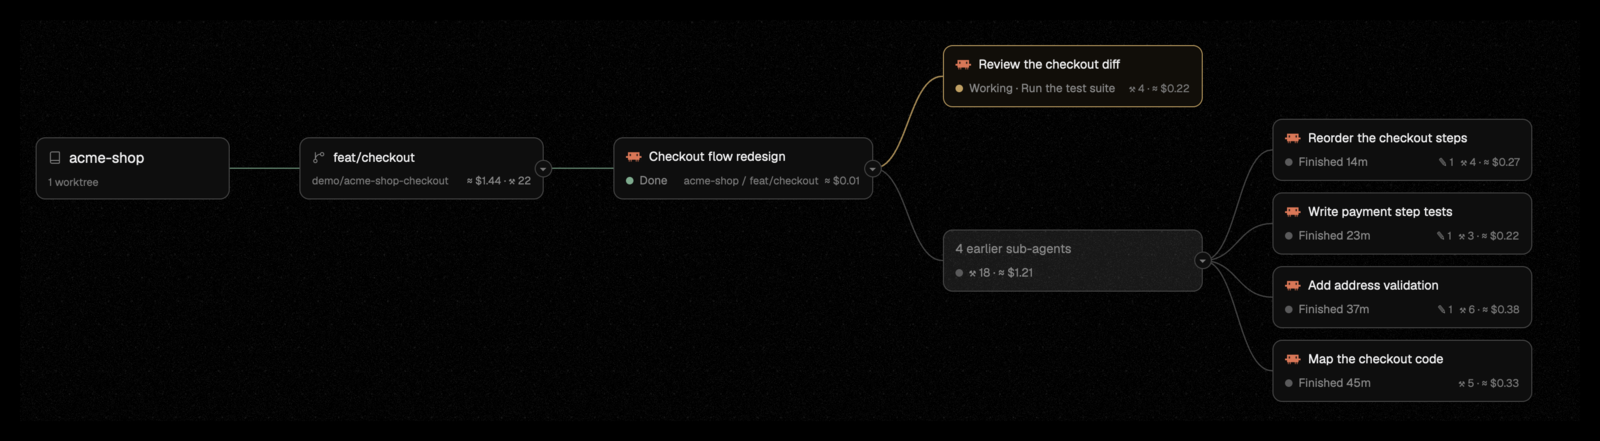 acme-shop
1 worktree
feat/checkout
demo/acme-shop-checkout ≈ $1.44 · ⚒ 22
Checkout flow redesign
Done acme-shop / feat/checkout ≈ $0.01
Review the checkout diff
Working · Run the test suite ⚒ 4 · ≈ $0.22
4 earlier sub-agents
⚒ 18 · ≈ $1.21
Reorder the checkout steps
Finished 14m ✎ 1 ⚒ 4 · ≈ $0.27
Write payment step tests
Finished 23m ✎ 1 ⚒ 3 · ≈ $0.22
Add address validation
Finished 37m ✎ 1 ⚒ 6 · ≈ $0.38
Map the checkout code
Finished 45m ⚒ 5 · ≈ $0.33